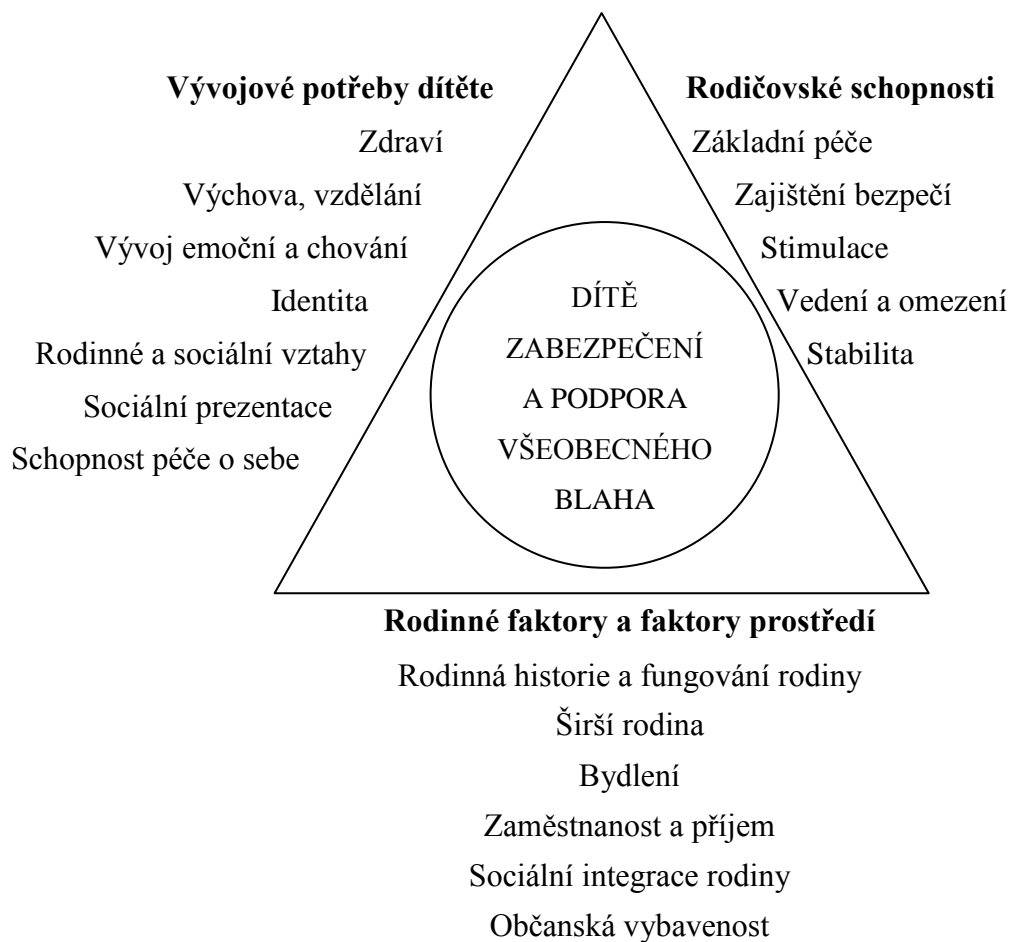 Vývojové potřeby dítěte
Zdraví
Výchova, vzdělání
Vývoj emoční a chování
Identita
Rodinné a sociální vztahy
Sociální prezentace
Schopnost péče o sebe
Rodičovské schopnosti
Základní péče
Zajištění bezpečí
Stimulace
Vedení a omezení
Stabilita
DÍTĚ
ZABEZPEČENÍ
A PODPORA
VŠEOBECNÉHO
BLAHA
Rodinné faktory a faktory prostředí
Rodinná historie a fungování rodiny
Širší rodina
Bydlení
Zaměstnanost a příjem
Sociální integrace rodiny
Občanská vybavenost